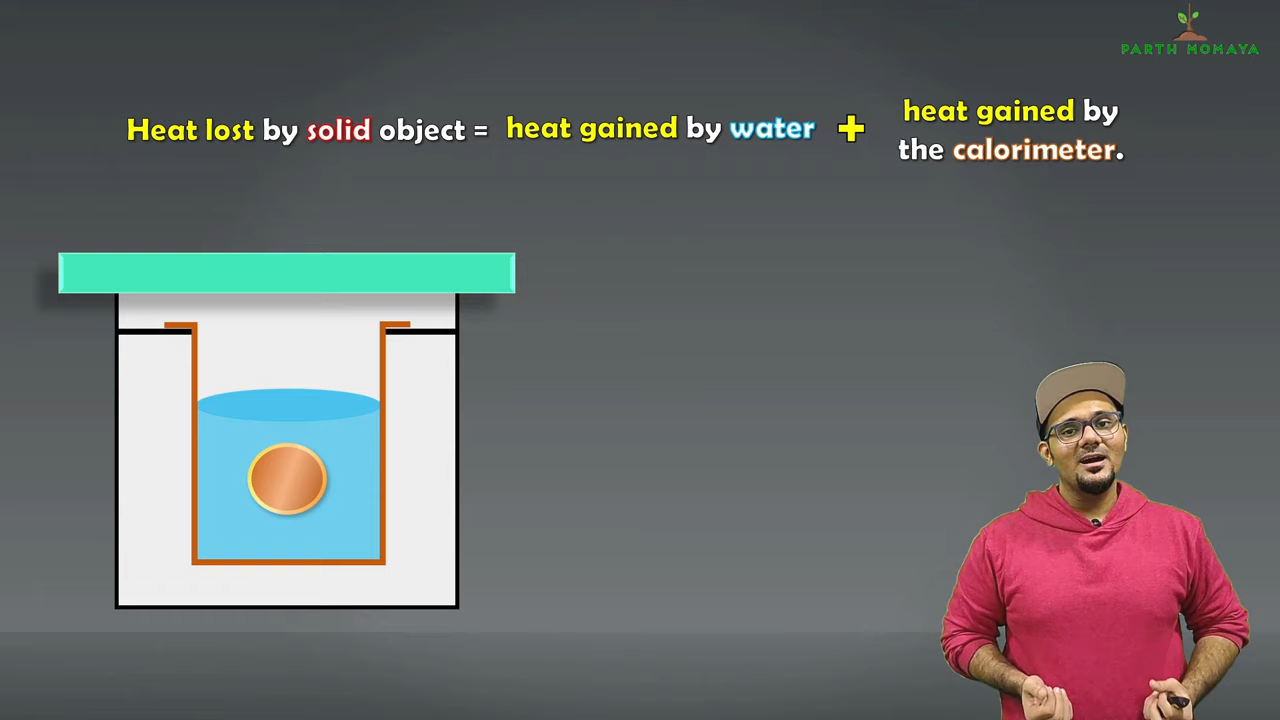 PARTH MOMAYA
Heat lost by solid object = heat gained by water + heat gained by
the calorimeter.